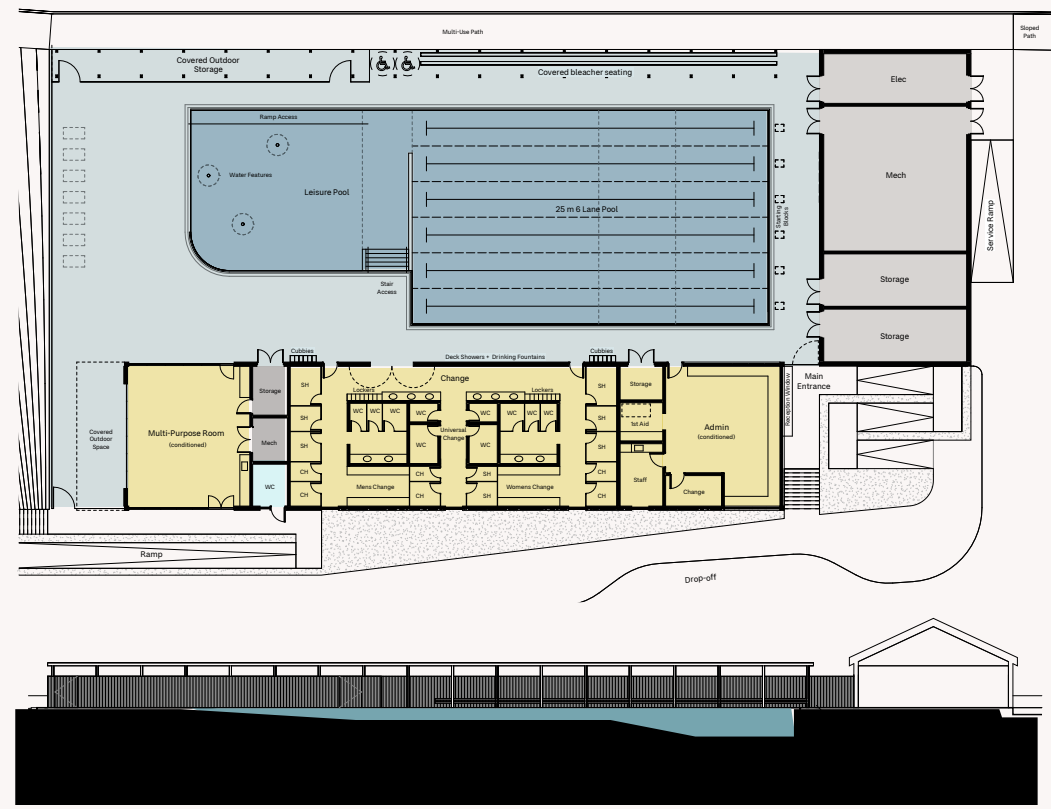 Multi-Use Path
Sloped
Path
Covered Outdoor
Storage
Covered bleacher seating
Elec
Ramp Access
Water Features
Leisure Pool
25 m 6 Lane Pool
Starting
Blocks
Mech
Service Ramp
Storage
Stair
Access
Storage
Cubbies
Deck Showers + Drinking Fountains
Cubbies
Main
Entrance
Reception Window
Covered
Outdoor
Space
Multi-Purpose Room
(conditioned)
Storage
Mech
WC
SH
SH
SH
CH
CH
Change
Lockers
Lockers
WC
WC
WC
WC
WC
Universal
Change
WC
WC
WC
WC
WC
CH
CH
SH
SH
Mens Change
Womens Change
SH
SH
SH
CH
CH
Storage
1st Aid
Staff
Change
Admin
(conditioned)
Ramp
Drop-off